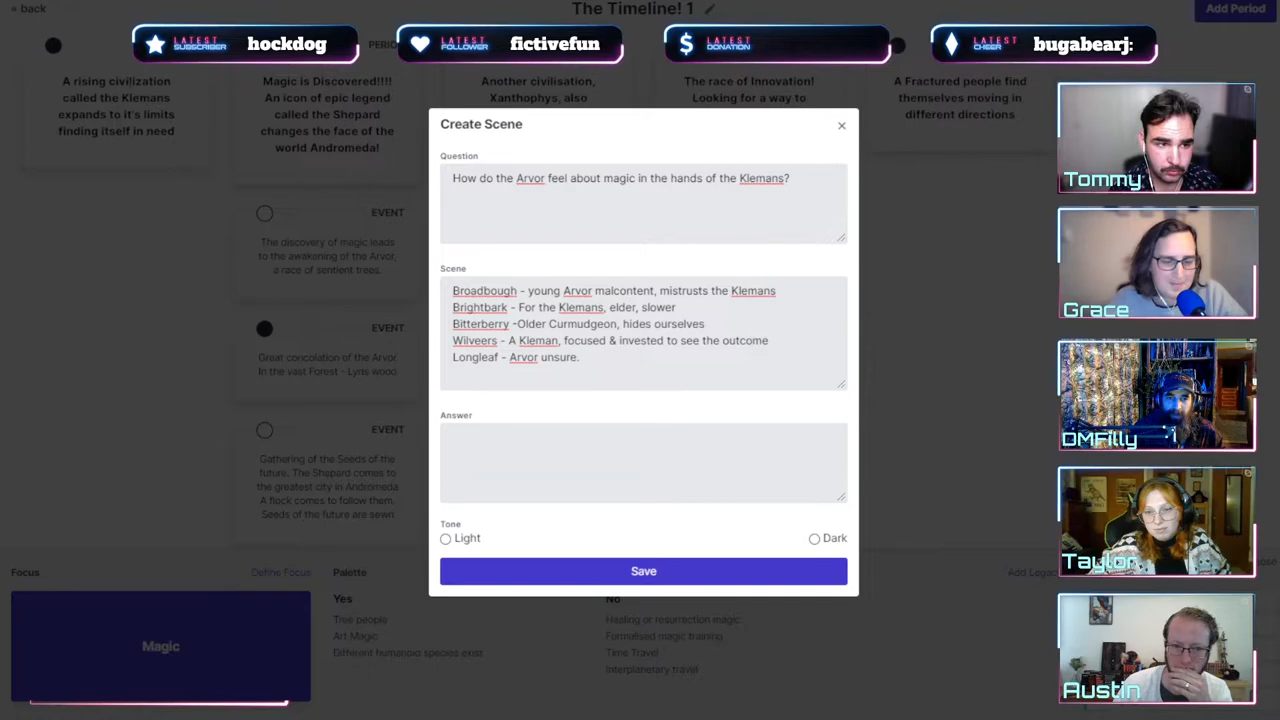 < back
The Timeline! 1
Add Period
LATEST SUBSCRIBER
hockdog
LATEST FOLLOWER
fictivefun
LATEST DONATION
LATEST CHEER
bugabearj:
A rising civilization
called the Klemans
expands to it's limits
finding itself in need
Magic is Discovered!!!!
An icon of epic legend
called the Shepard
changes the face of the
world Andromeda!
Another civilisation,
Xanthophys, also
The race of Innovation!
Looking for a way to
A Fractured people find
themselves moving in
different directions
EVENT
The discovery of magic leads
to the awakening of the Arvor,
a race of sentient trees.
EVENT
Great concolation of the Arvor
In the vast Forest - Lyris wood
EVENT
Gathering of the Seeds of the
future. The Shapard comes to
the greatest city in Andromeda
A flock comes to follow them.
Seeds of the future are sewn
Create Scene
×
Question
How do the Arvor feel about magic in the hands of the Klemans?
Scene
Broadbough - young Arvor malcontent, mistrusts the Klemans
Brightbark - For the Klemans, elder, slower
Bitterberry -Older Curmudgeon, hides ourselves
Wilveers - A Kleman, focused & invested to see the outcome
Longleaf - Arvor unsure.
Answer
Tone
Light
Dark
Save
Focus
Define Focus
Magic
Palette
Yes
Tree people
Art Magic
Different humanoid species exist
No
Healing or resurrection magic
Formalised magic training
Time Travel
Interplanetary travel
Tommy
Grace
DMFilly
Taylor
Austin